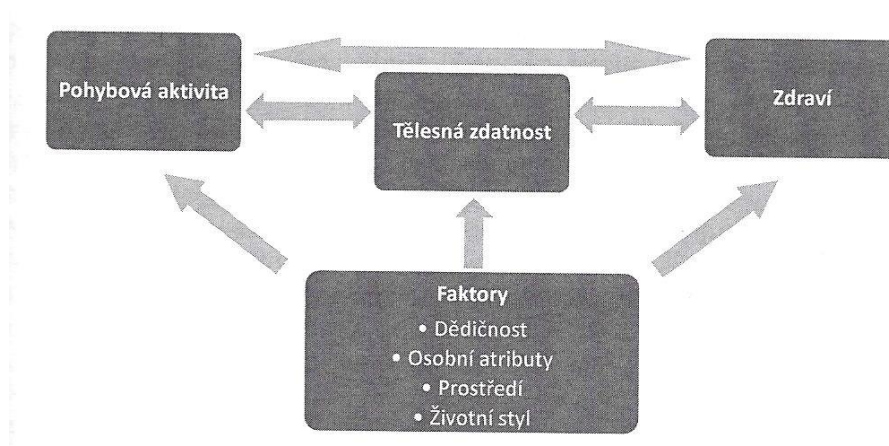 Pohybová aktivita
Tělesná zdatnost
Zdraví
Faktory
• Dědičnost
• Osobní atributy
• Prostředí
• Životní styl